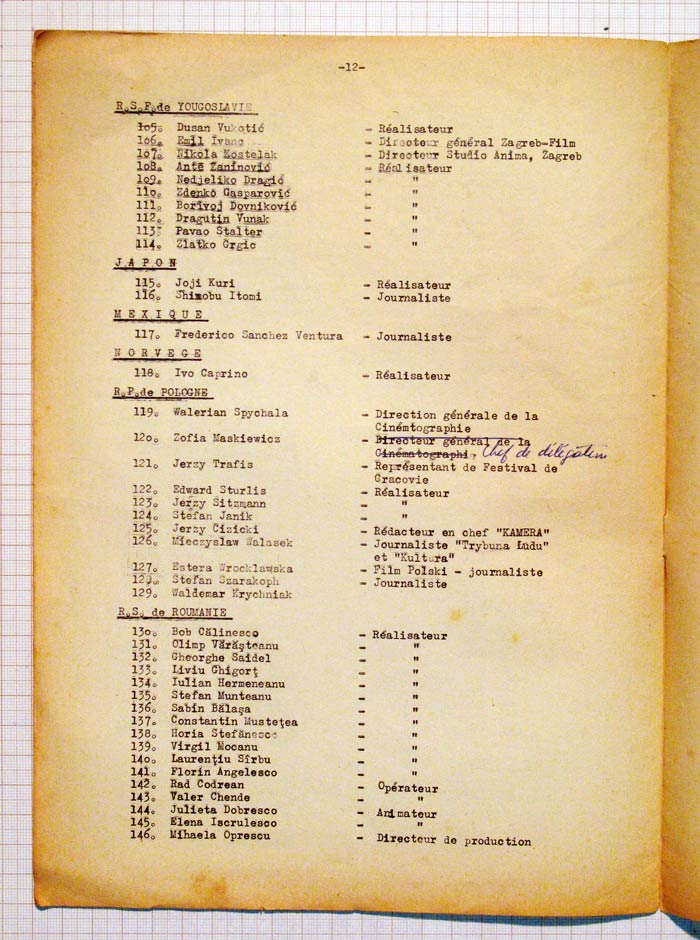 -12-
R.S.F.de YOUGOSLAVIE
105. Dusan Vukotić - Réalisateur
106. Emil Ivanc - Directeur général Zagreb-Film
107. Nikola Kostelak - Directeur Studio Anima, Zagreb
108. Antē Zaninović - Réalisateur
109. Nedjeliko Dragić - "
110. Zdenkŏ Gasparović - "
111. Borivoj Dovniković - "
112. Dragutin Vunak - "
113. Pavao Stalter - "
114. Zlatko Grgic - "
JAPON
115. Joji Kuri - Réalisateur
116. Shinobu Itomi - Journaliste
MEXIQUE
117. Frederico Sanchez Ventura - Journaliste
NORVEGE
118. Ivo Caprino - Réalisateur
R.P.de POLOGNE
119. Walerian Spychala - Direction générale de la
Cinémtographie
120. Zofia Maskiewicz - Directeur général de la
Cinématographi. Chef de délégation
121. Jerzy Trafis - Représentant de Festival de
Cracovie
122. Edward Sturlis - Réalisateur
123. Jerzy Sitzmann - "
124. Stefan Janik - "
125. Jerzy Cizicki - Rédacteur en chef "KAMERA"
126. Mieczyslaw Walasek - Journaliste "Trybuna Ludu"
et "Kultura"
127. Estera Wrocklawska - Film Polski - journaliste
129. Stefan Szarakoph - Journaliste
129. Waldemar Krychniak
R.S. de ROUMANIE
130. Bob Călinesco - Réalisateur
131. Olimp Vărăşteanu - "
132. Gheorghe Saidel - "
133. Liviu Ghigorţ - "
134. Iulian Hermeneanu - "
135. Stefan Munteanu - "
136. Sabin Bălaşa - "
137. Constantin Musteţea - "
138. Horia Stefănesco - "
139. Virgil Mocanu - "
140. Laurenţiu Sîrbu - "
141. Florin Angelesco - "
142. Rad Codrean - Opérateur
143. Valer Chende - "
144. Julieta Dobresco - Animateur
145. Elena Iscrulesco - "
146. Mihaela Oprescu - Directeur de production